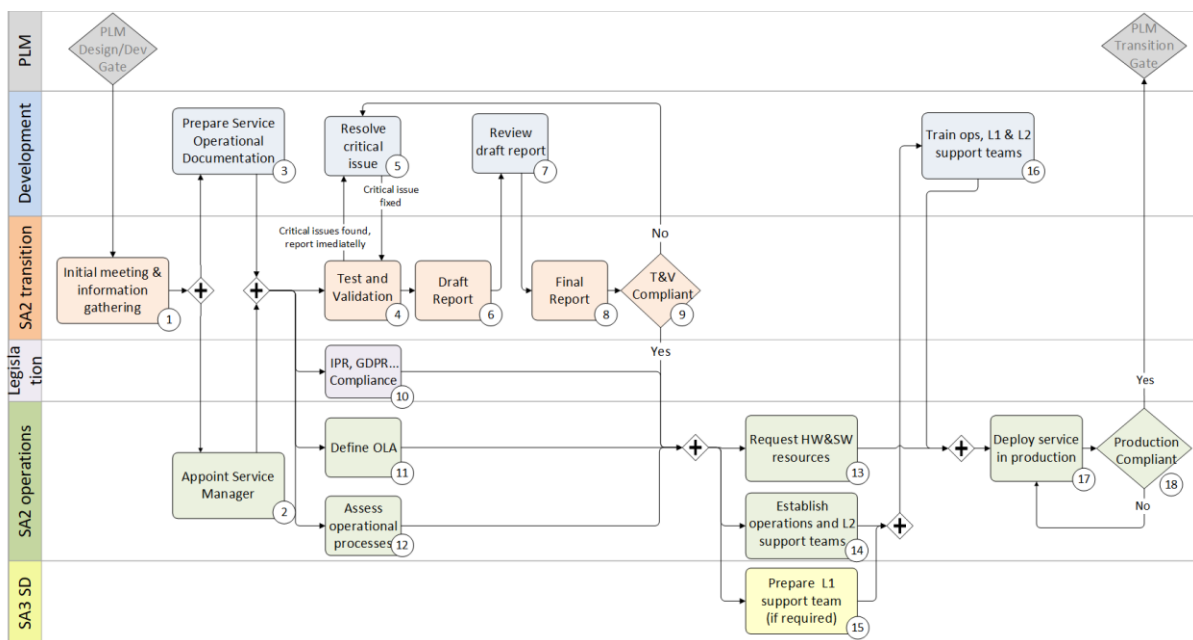 PLM
PLM
Design/Dev
Gate
PLM
Transition
Gate
Development
Prepare Service
Operational
Documentation
3
Resolve
critical
issue
5
Review
draft report
7
Train ops, L1 & L2
support teams
16
Critical issue
fixed
Critical issues found,
report imediatelly
No
SA2 transition
Initial meeting &
information
gathering
1
Test and
Validation
4
Draft
Report
6
Final
Report
8
T&V
Compliant
9
Yes
Legisla
tion
IPR, GDPR...
Compliance
10
Yes
SA2 operations
Appoint Service
Manager
2
Define OLA
11
Assess
operational
processes
12
Request HW&SW
resources
13
Establish
operations and L2
support teams
14
Deploy service
in production
17
Production
Compliant
18
No
SA3 SD
Prepare L1
support team
(if required)
15